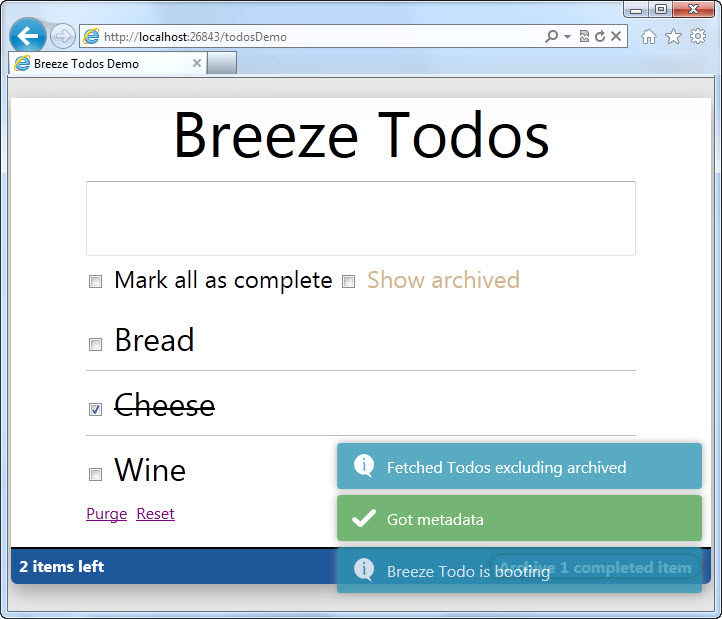 http://localhost:26843/todosDemo
Breeze Todos Demo
Breeze Todos
Mark all as complete Show archived
Bread
Cheese
Wine
Fetched Todos excluding archived
Purge Reset
Got metadata
2 items left
Archive 1 completed item
Breeze Todo is booting